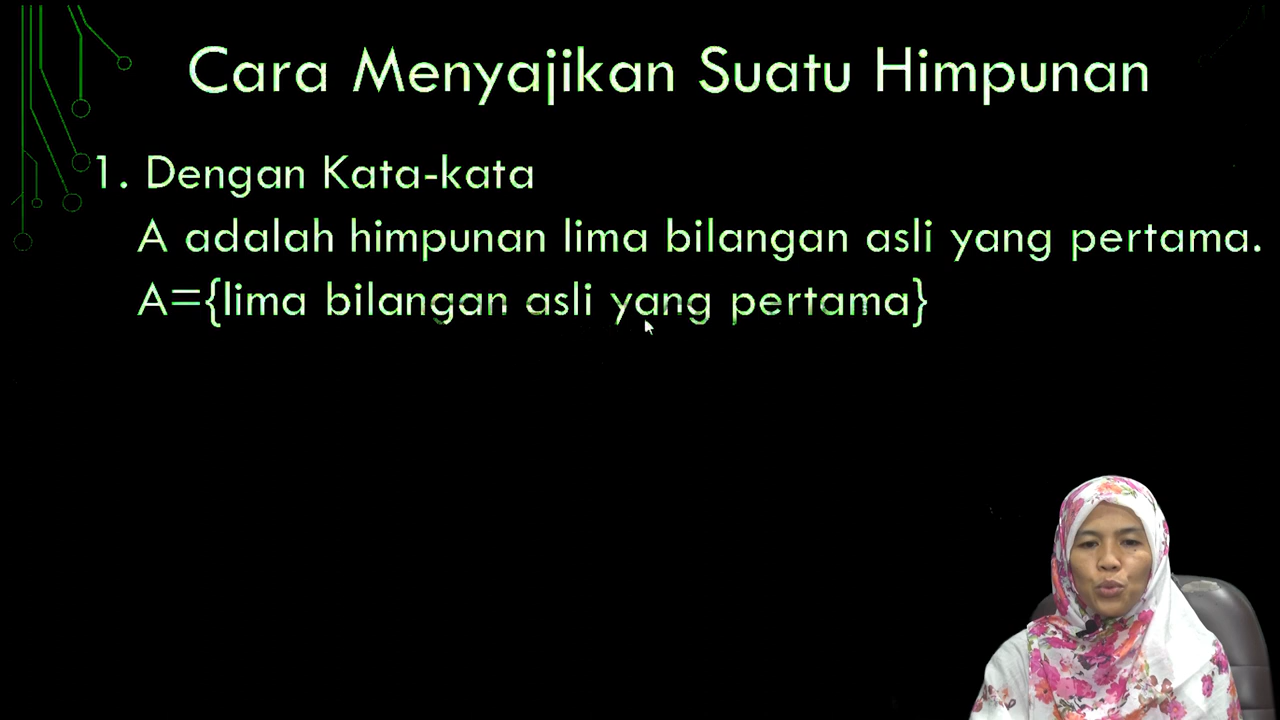 Cara Menyajikan Suatu Himpunan
1. Dengan Kata-kata
A adalah himpunan lima bilangan asli yang pertama.
A={lima bilangan asli yang pertama}